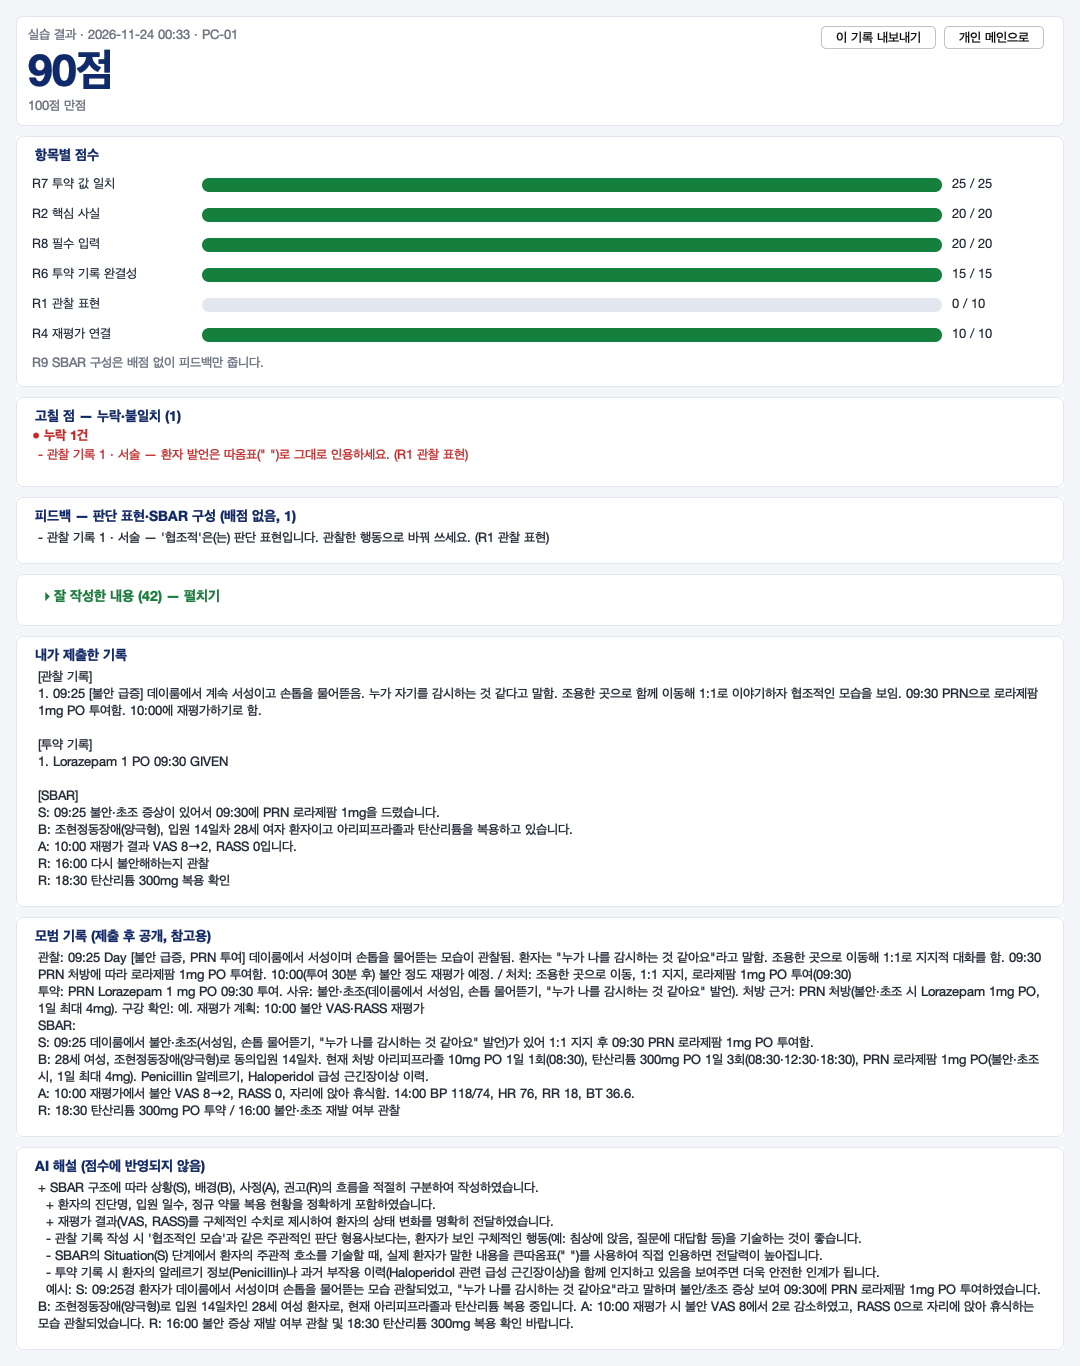 실습 결과 · 2026-11-24 00:33 · PC-01
이 기록 내보내기
개인 메인으로
90점
100점 만점
항목별 점수
R7 투약 값 일치 25 / 25
R2 핵심 사실 20 / 20
R8 필수 입력 20 / 20
R6 투약 기록 완결성 15 / 15
R1 관찰 표현 0 / 10
R4 재평가 연결 10 / 10
R9 SBAR 구성은 배점 없이 피드백만 줍니다.
고칠 점 — 누락·불일치 (1)
● 누락 1건
- 관찰 기록 1 · 서술 — 환자 발언은 따옴표(" ")로 그대로 인용하세요. (R1 관찰 표현)
피드백 — 판단 표현·SBAR 구성 (배점 없음, 1)
- 관찰 기록 1 · 서술 — '협조적'은(는) 판단 표현입니다. 관찰한 행동으로 바꿔 쓰세요. (R1 관찰 표현)
잘 작성한 내용 (42) — 펼치기
내가 제출한 기록
[관찰 기록]
1. 09:25 [불안 급증] 데이룸에서 계속 서성이고 손톱을 물어뜯음. 누가 자기를 감시하는 것 같다고 말함. 조용한 곳으로 함께 이동해 1:1로 이야기하자 협조적인 모습을 보임. 09:30 PRN으로 로라제팜
1mg PO 투여함. 10:00에 재평가하기로 함.
[투약 기록]
1. Lorazepam 1 PO 09:30 GIVEN
[SBAR]
S: 09:25 불안·초조 증상이 있어서 09:30에 PRN 로라제팜 1mg을 드렸습니다.
B: 조현정동장애(양극형), 입원 14일차 28세 여자 환자이고 아리피프라졸과 탄산리튬을 복용하고 있습니다.
A: 10:00 재평가 결과 VAS 8→2, RASS 0입니다.
R: 16:00 다시 불안해하는지 관찰
R: 18:30 탄산리튬 300mg 복용 확인
모범 기록 (제출 후 공개, 참고용)
관찰: 09:25 Day [불안 급증, PRN 투여] 데이룸에서 서성이며 손톱을 물어뜯는 모습이 관찰됨. 환자는 "누가 나를 감시하는 것 같아요"라고 말함. 조용한 곳으로 함께 이동해 1:1로 지지적 대화를 함. 09:30
PRN 처방에 따라 로라제팜 1mg PO 투여함. 10:00(투여 30분 후) 불안 정도 재평가 예정. / 처치: 조용한 곳으로 이동, 1:1 지지, 로라제팜 1mg PO 투여(09:30)
투약: PRN Lorazepam 1 mg PO 09:30 투여. 사유: 불안·초조(데이룸에서 서성임, 손톱 물어뜯기, "누가 나를 감시하는 것 같아요" 발언). 처방 근거: PRN 처방(불안·초조 시 Lorazepam 1mg PO,
1일 최대 4mg). 구강 확인: 예. 재평가 계획: 10:00 불안 VAS·RASS 재평가
SBAR:
S: 09:25 데이룸에서 불안·초조(서성임, 손톱 물어뜯기, "누가 나를 감시하는 것 같아요" 발언)가 있어 1:1 지지 후 09:30 PRN 로라제팜 1mg PO 투여함.
B: 28세 여성, 조현정동장애(양극형)로 동의입원 14일차. 현재 처방 아리피프라졸 10mg PO 1일 1회(08:30), 탄산리튬 300mg PO 1일 3회(08:30·12:30·18:30), PRN 로라제팜 1mg PO(불안·초조
시, 1일 최대 4mg). Penicillin 알레르기, Haloperidol 급성 근긴장이상 이력.
A: 10:00 재평가에서 불안 VAS 8→2, RASS 0, 자리에 앉아 휴식함. 14:00 BP 118/74, HR 76, RR 18, BT 36.6.
R: 18:30 탄산리튬 300mg PO 투약 / 16:00 불안·초조 재발 여부 관찰
AI 해설 (점수에 반영되지 않음)
+ SBAR 구조에 따라 상황(S), 배경(B), 사정(A), 권고(R)의 흐름을 적절히 구분하여 작성하였습니다.
+ 환자의 진단명, 입원 일수, 정규 약물 복용 현황을 정확하게 포함하였습니다.
+ 재평가 결과(VAS, RASS)를 구체적인 수치로 제시하여 환자의 상태 변화를 명확히 전달하였습니다.
- 관찰 기록 작성 시 '협조적인 모습'과 같은 주관적인 판단 형용사보다는, 환자가 보인 구체적인 행동(예: 침상에 앉음, 질문에 대답함 등)을 기술하는 것이 좋습니다.
- SBAR의 Situation(S) 단계에서 환자의 주관적 호소를 기술할 때, 실제 환자가 말한 내용을 큰따옴표(" ")를 사용하여 직접 인용하면 전달력이 높아집니다.
- 투약 기록 시 환자의 알레르기 정보(Penicillin)나 과거 부작용 이력(Haloperidol 관련 급성 근긴장이상)을 함께 인지하고 있음을 보여주면 더욱 안전한 인계가 됩니다.
예시: S: 09:25경 환자가 데이룸에서 서성이며 손톱을 물어뜯는 모습 관찰되었고, "누가 나를 감시하는 것 같아요"라고 말하며 불안/초조 증상 보여 09:30에 PRN 로라제팜 1mg PO 투여하였습니다.
B: 조현정동장애(양극형)로 입원 14일차인 28세 여성 환자로, 현재 아리피프라졸과 탄산리튬 복용 중입니다. A: 10:00 재평가 시 불안 VAS 8에서 2로 감소하였고, RASS 0으로 자리에 앉아 휴식하는
모습 관찰되었습니다. R: 16:00 불안 증상 재발 여부 관찰 및 18:30 탄산리튬 300mg 복용 확인 바랍니다.